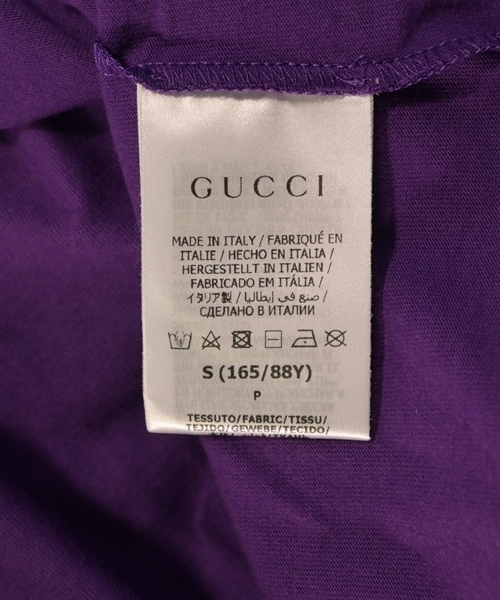 GUCCI
MADE IN ITALY / FABRIQUÉ EN
ITALIE / HECHO EN ITALIA /
HERGESTELLT IN ITALIEN /
FABRICADO EM ITÁLIA /
イタリア製 / صنع في إيطاليا /
СДЕЛАНО В ИТАЛИИ
S (165/88Y)
P
TESSUTO/FABRIC/TISSU/
TEJIDO/GEWEBE/TECIDO/